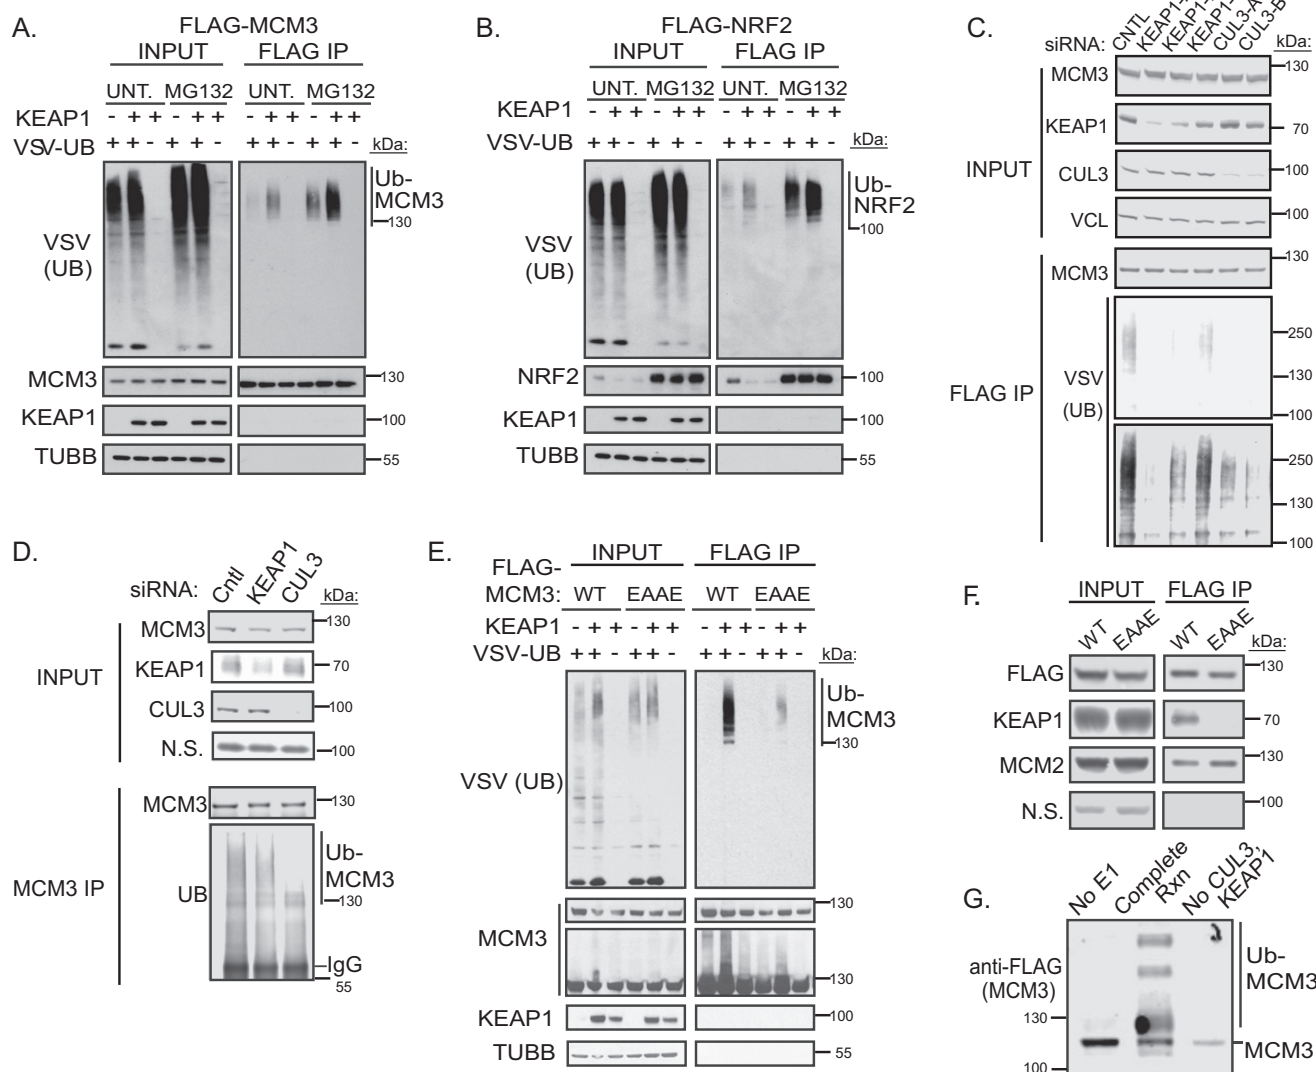 A.
FLAG-MCM3
INPUT FLAG IP
UNT. MG132 UNT. MG132
KEAP1 - + + - + + - + + - + +
VSV-UB + + - + + - + + - + + - kDa:
Ub-
MCM3
130
VSV
(UB)
MCM3 130
KEAP1 100
TUBB 55
B.
FLAG-NRF2
INPUT FLAG IP
UNT. MG132 UNT. MG132
KEAP1 - + + - + + - + + - + +
VSV-UB + + - + + - + + - + + - kDa:
Ub-
NRF2
100
VSV
(UB)
NRF2 100
KEAP1 100
TUBB 55
C.
siRNA: CNTL KEAP1- KEAP1- KEAP1- CUL3-A CUL3-B kDa:
INPUT
MCM3 130
KEAP1 70
CUL3 100
VCL 100
FLAG IP
MCM3 130
VSV
(UB)
250
130
100
250
130
100
D.
siRNA: Cntl KEAP1 CUL3 kDa:
INPUT
MCM3 130
KEAP1 70
CUL3 100
N.S. 100
MCM3 IP
MCM3 130
UB
Ub-
MCM3
130
IgG
55
E.
INPUT FLAG IP
FLAG-
MCM3: WT EAAE WT EAAE
KEAP1 - + + - + + - + + - + +
VSV-UB + + - + + - + + - + + - kDa:
Ub-
MCM3
130
VSV (UB)
MCM3 130
130
KEAP1 100
TUBB 55
F.
INPUT FLAG IP
WT EAAE WT EAAE kDa:
FLAG 130
KEAP1 70
MCM2 130
N.S. 100
G.
No E1 Complete Rxn No CUL3, KEAP1
anti-FLAG
(MCM3)
Ub-
MCM3
130
MCM3
100